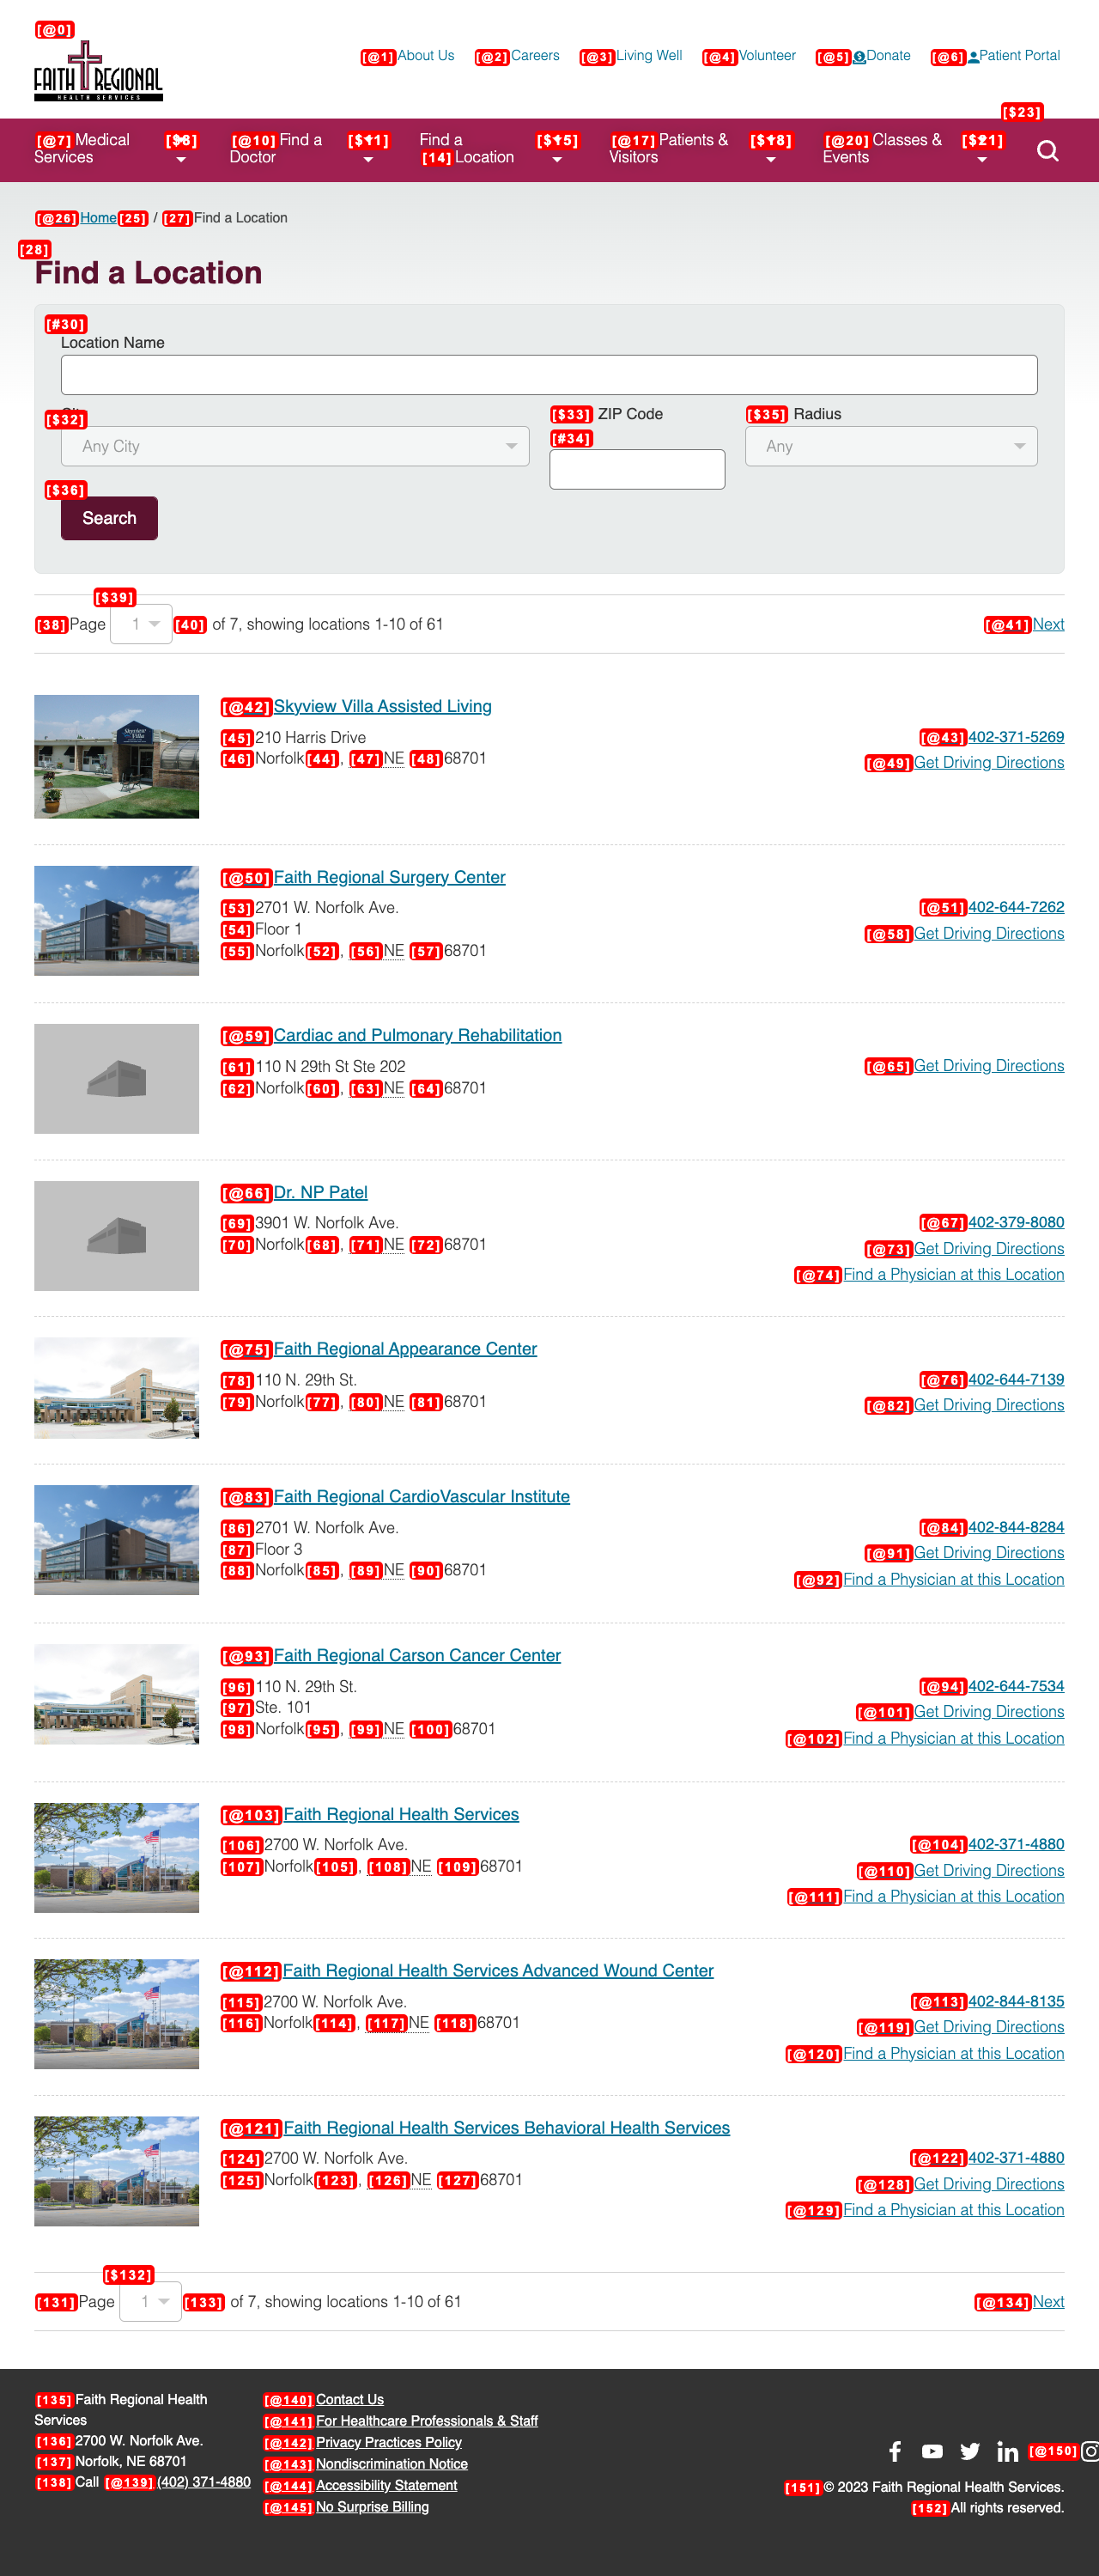 [@0]
FAITH REGIONAL
HEALTH SERVICES
[@1]About Us [@2]Careers [@3]Living Well [@4]Volunteer [@5]Donate [@6]Patient Portal
[$23]
[@7]Medical Services [$8] [@10]Find a Doctor [$11] Find a [14]Location [$15] [@17]Patients & Visitors [$18] [@20]Classes & Events [$21]
[@26]Home[25] / [27]Find a Location
[28]
Find a Location
[#30]
Location Name
[$32] [$33] ZIP Code [$35] Radius
Any City [#34] Any
[$36]
Search
[$39]
[38]Page 1 [40] of 7, showing locations 1-10 of 61 [@41]Next
[@42]Skyview Villa Assisted Living
[45]210 Harris Drive [@43]402-371-5269
[46]Norfolk[44], [47]NE [48]68701 [@49]Get Driving Directions
[@50]Faith Regional Surgery Center
[53]2701 W. Norfolk Ave. [@51]402-644-7262
[54]Floor 1 [@58]Get Driving Directions
[55]Norfolk[52], [56]NE [57]68701
[@59]Cardiac and Pulmonary Rehabilitation
[61]110 N 29th St Ste 202 [@65]Get Driving Directions
[62]Norfolk[60], [63]NE [64]68701
[@66]Dr. NP Patel
[69]3901 W. Norfolk Ave. [@67]402-379-8080
[70]Norfolk[68], [71]NE [72]68701 [@73]Get Driving Directions
[@74]Find a Physician at this Location
[@75]Faith Regional Appearance Center
[78]110 N. 29th St. [@76]402-644-7139
[79]Norfolk[77], [80]NE [81]68701 [@82]Get Driving Directions
[@83]Faith Regional CardioVascular Institute
[86]2701 W. Norfolk Ave. [@84]402-844-8284
[87]Floor 3 [@91]Get Driving Directions
[88]Norfolk[85], [89]NE [90]68701 [@92]Find a Physician at this Location
[@93]Faith Regional Carson Cancer Center
[96]110 N. 29th St. [@94]402-644-7534
[97]Ste. 101 [@101]Get Driving Directions
[98]Norfolk[95], [99]NE [100]68701 [@102]Find a Physician at this Location
[@103]Faith Regional Health Services
[106]2700 W. Norfolk Ave. [@104]402-371-4880
[107]Norfolk[105], [108]NE [109]68701 [@110]Get Driving Directions
[@111]Find a Physician at this Location
[@112]Faith Regional Health Services Advanced Wound Center
[115]2700 W. Norfolk Ave. [@113]402-844-8135
[116]Norfolk[114], [117]NE [118]68701 [@119]Get Driving Directions
[@120]Find a Physician at this Location
[@121]Faith Regional Health Services Behavioral Health Services
[124]2700 W. Norfolk Ave. [@122]402-371-4880
[125]Norfolk[123], [126]NE [127]68701 [@128]Get Driving Directions
[@129]Find a Physician at this Location
[$132]
[131]Page 1 [133] of 7, showing locations 1-10 of 61 [@134]Next
[135]Faith Regional Health
Services
[136]2700 W. Norfolk Ave.
[137]Norfolk, NE 68701
[138]Call [@139](402) 371-4880
[@140]Contact Us
[@141]For Healthcare Professionals & Staff
[@142]Privacy Practices Policy
[@143]Nondiscrimination Notice
[@144]Accessibility Statement
[@145]No Surprise Billing
[@150]
[151]© 2023 Faith Regional Health Services.
[152]All rights reserved.